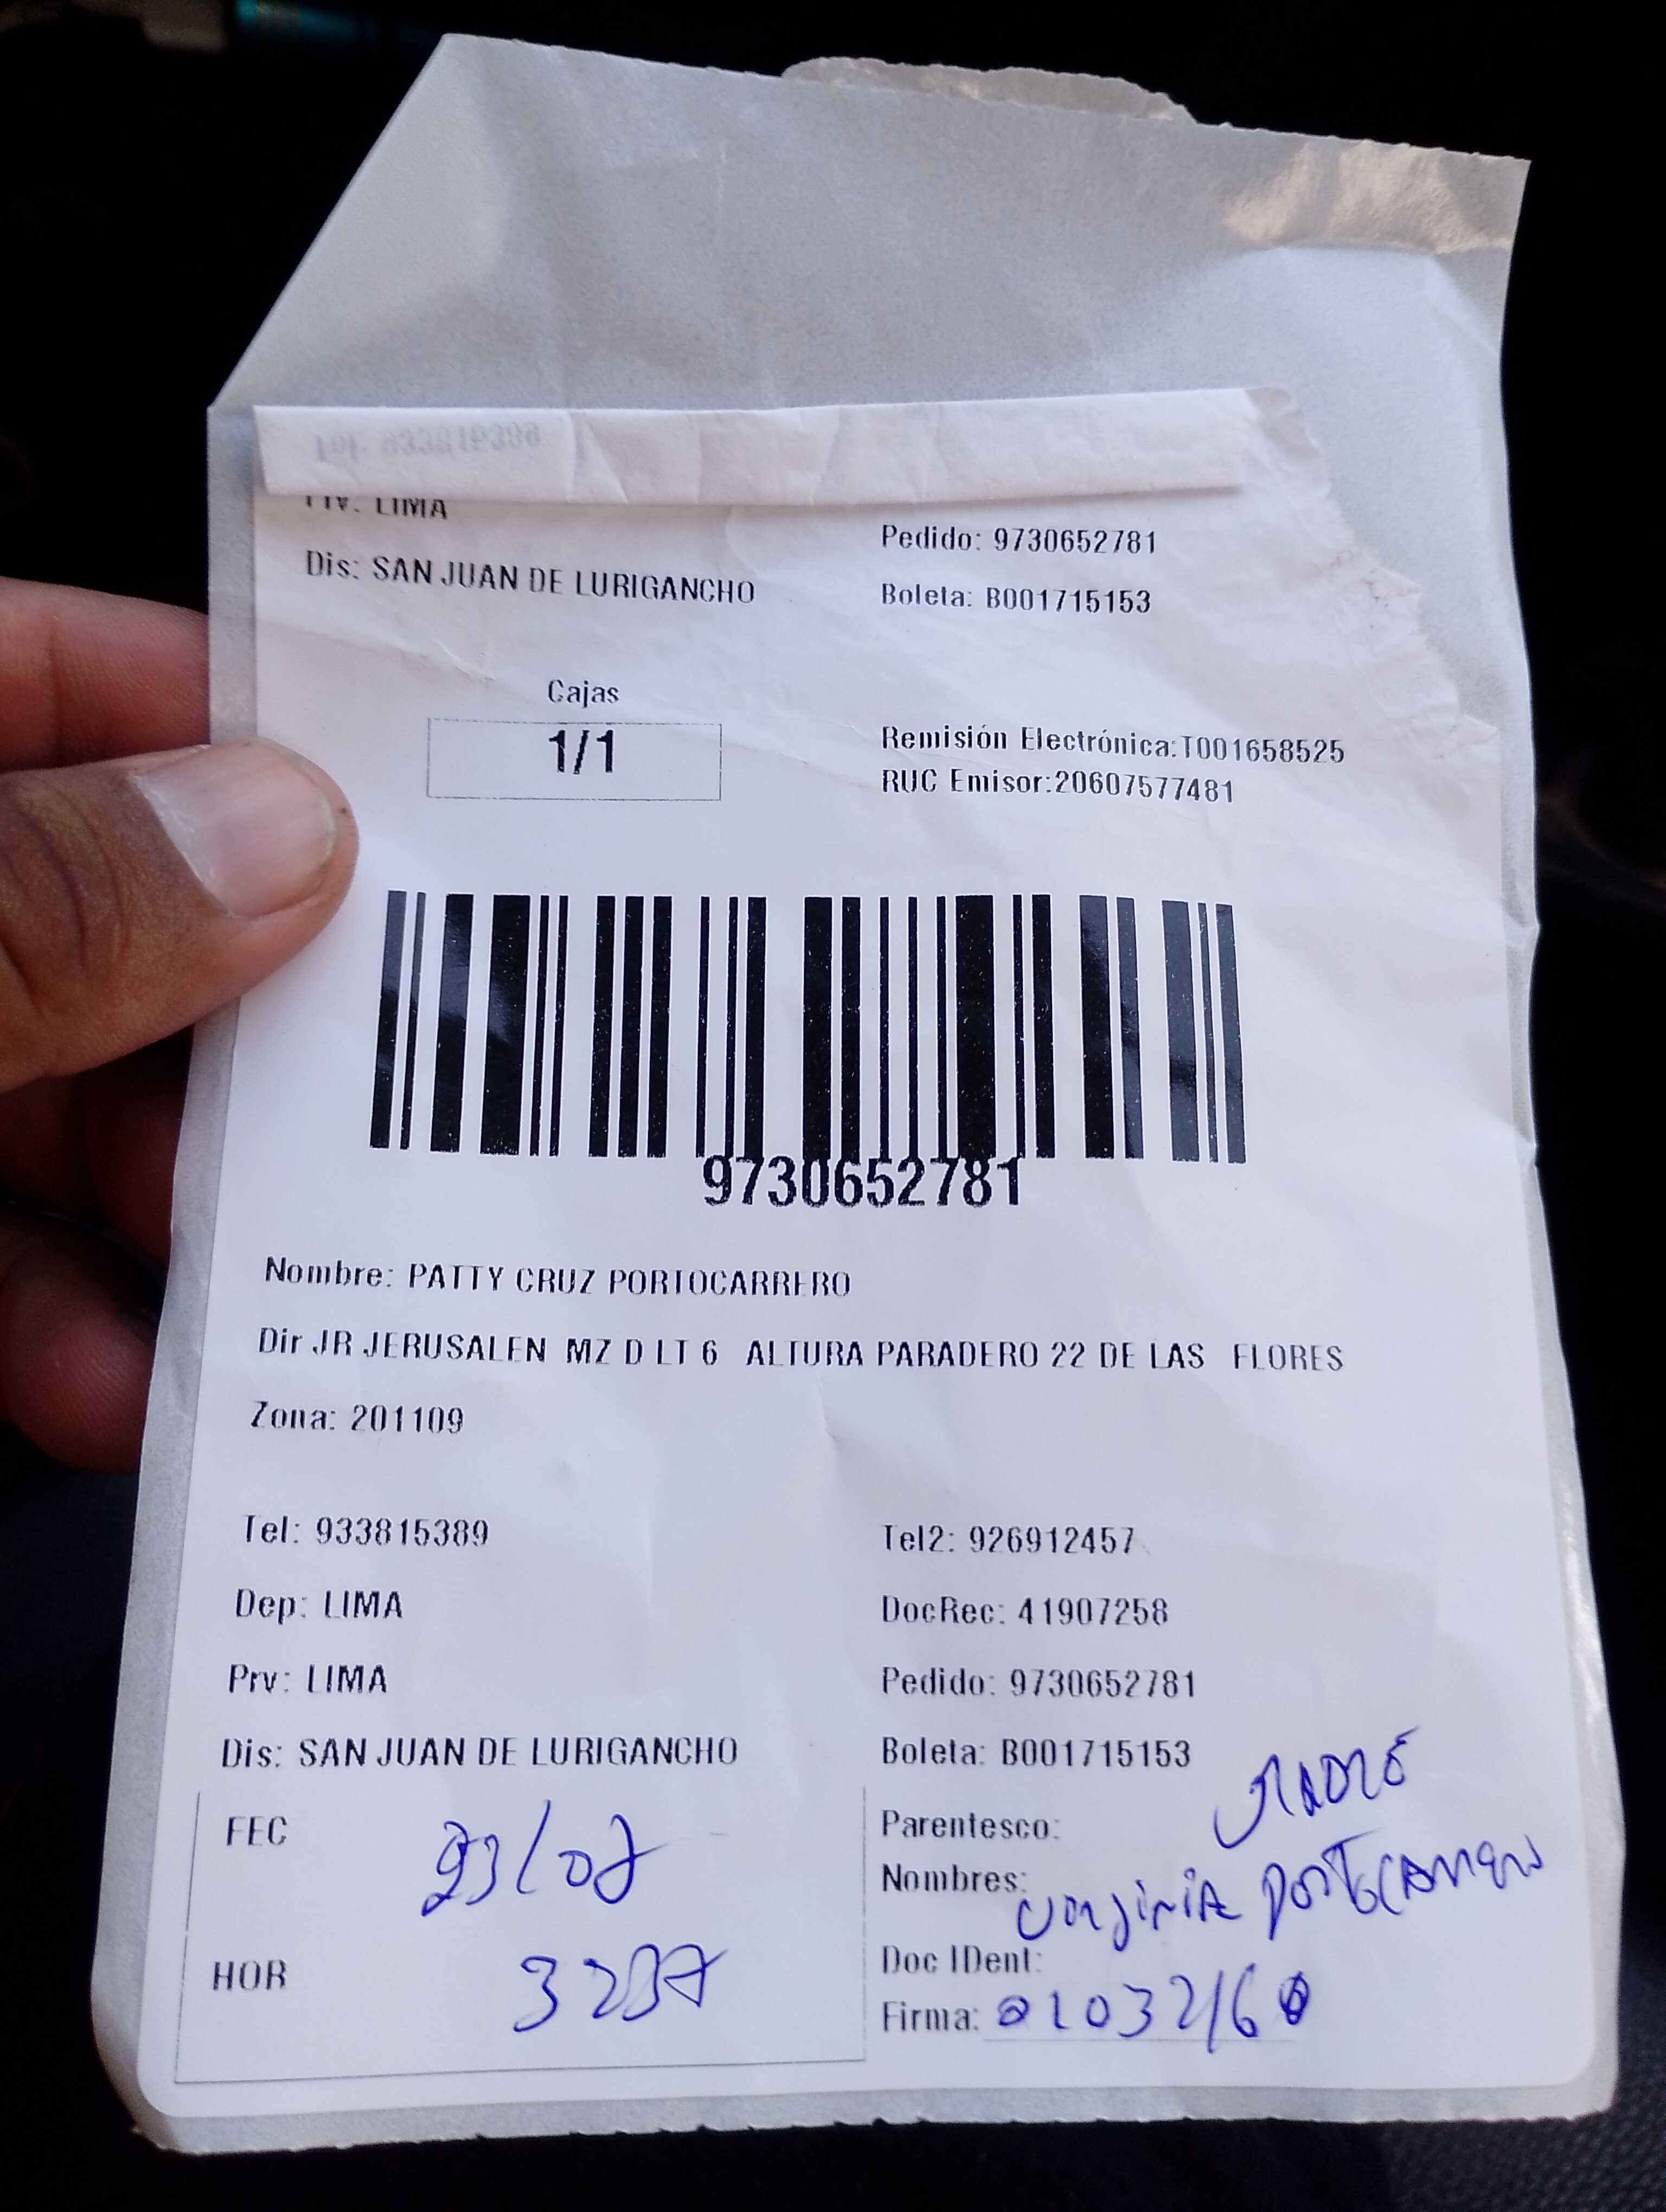 Prv. LIMA
Dis: SAN JUAN DE LURIGANCHO
Pedido: 9730652781
Boleta: B001715153
Cajas
1/1
Remisión Electrónica:T001658525
RUC Emisor:20607577481
9730652781
Nombre: PATTY CRUZ PORTOCARRERO
Dir JR JERUSALEN MZ D LT 6 ALTURA PARADERO 22 DE LAS FLORES
Zona: 201109
Tel: 933815389
Tel2: 926912457
Dep: LIMA
DocRec: 41907258
Prv: LIMA
Pedido: 9730652781
Dis: SAN JUAN DE LURIGANCHO
Boleta: B001715153
FEC
Parentesco: MADRE
Nombres: Virginia Portocarrero
HOR
Doc IDent:
Firma: